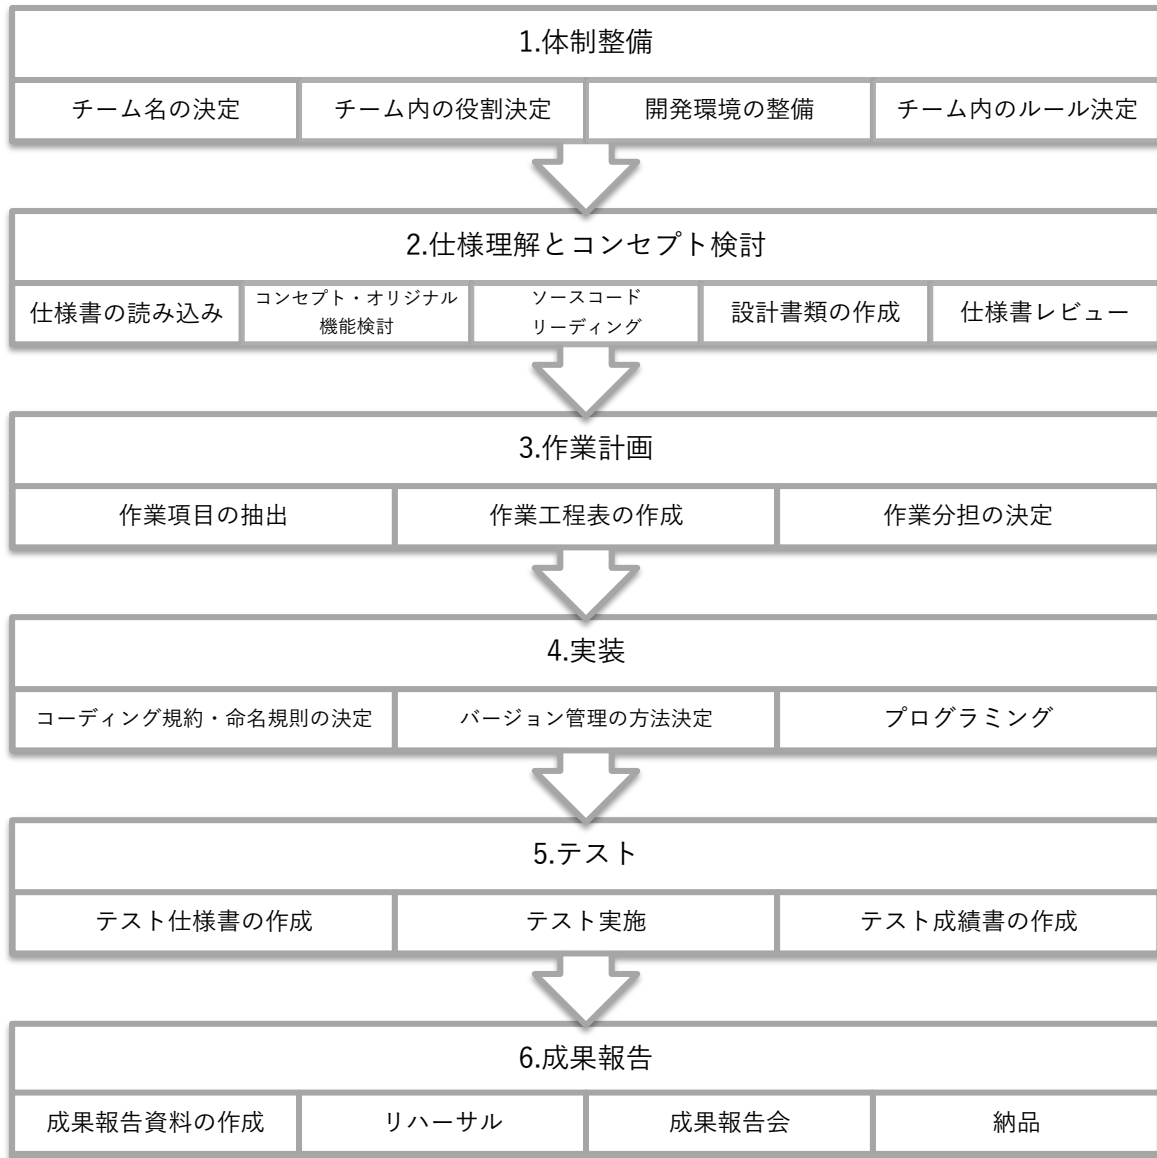 1.体制整備
チーム名の決定
チーム内の役割決定
開発環境の整備
チーム内のルール決定
2.仕様理解とコンセプト検討
仕様書の読み込み
コンセプト・オリジナル
機能検討
ソースコード
リーディング
設計書類の作成
仕様書レビュー
3.作業計画
作業項目の抽出
作業工程表の作成
作業分担の決定
4.実装
コーディング規約・命名規則の決定
バージョン管理の方法決定
プログラミング
5.テスト
テスト仕様書の作成
テスト実施
テスト成績書の作成
6.成果報告
成果報告資料の作成
リハーサル
成果報告会
納品